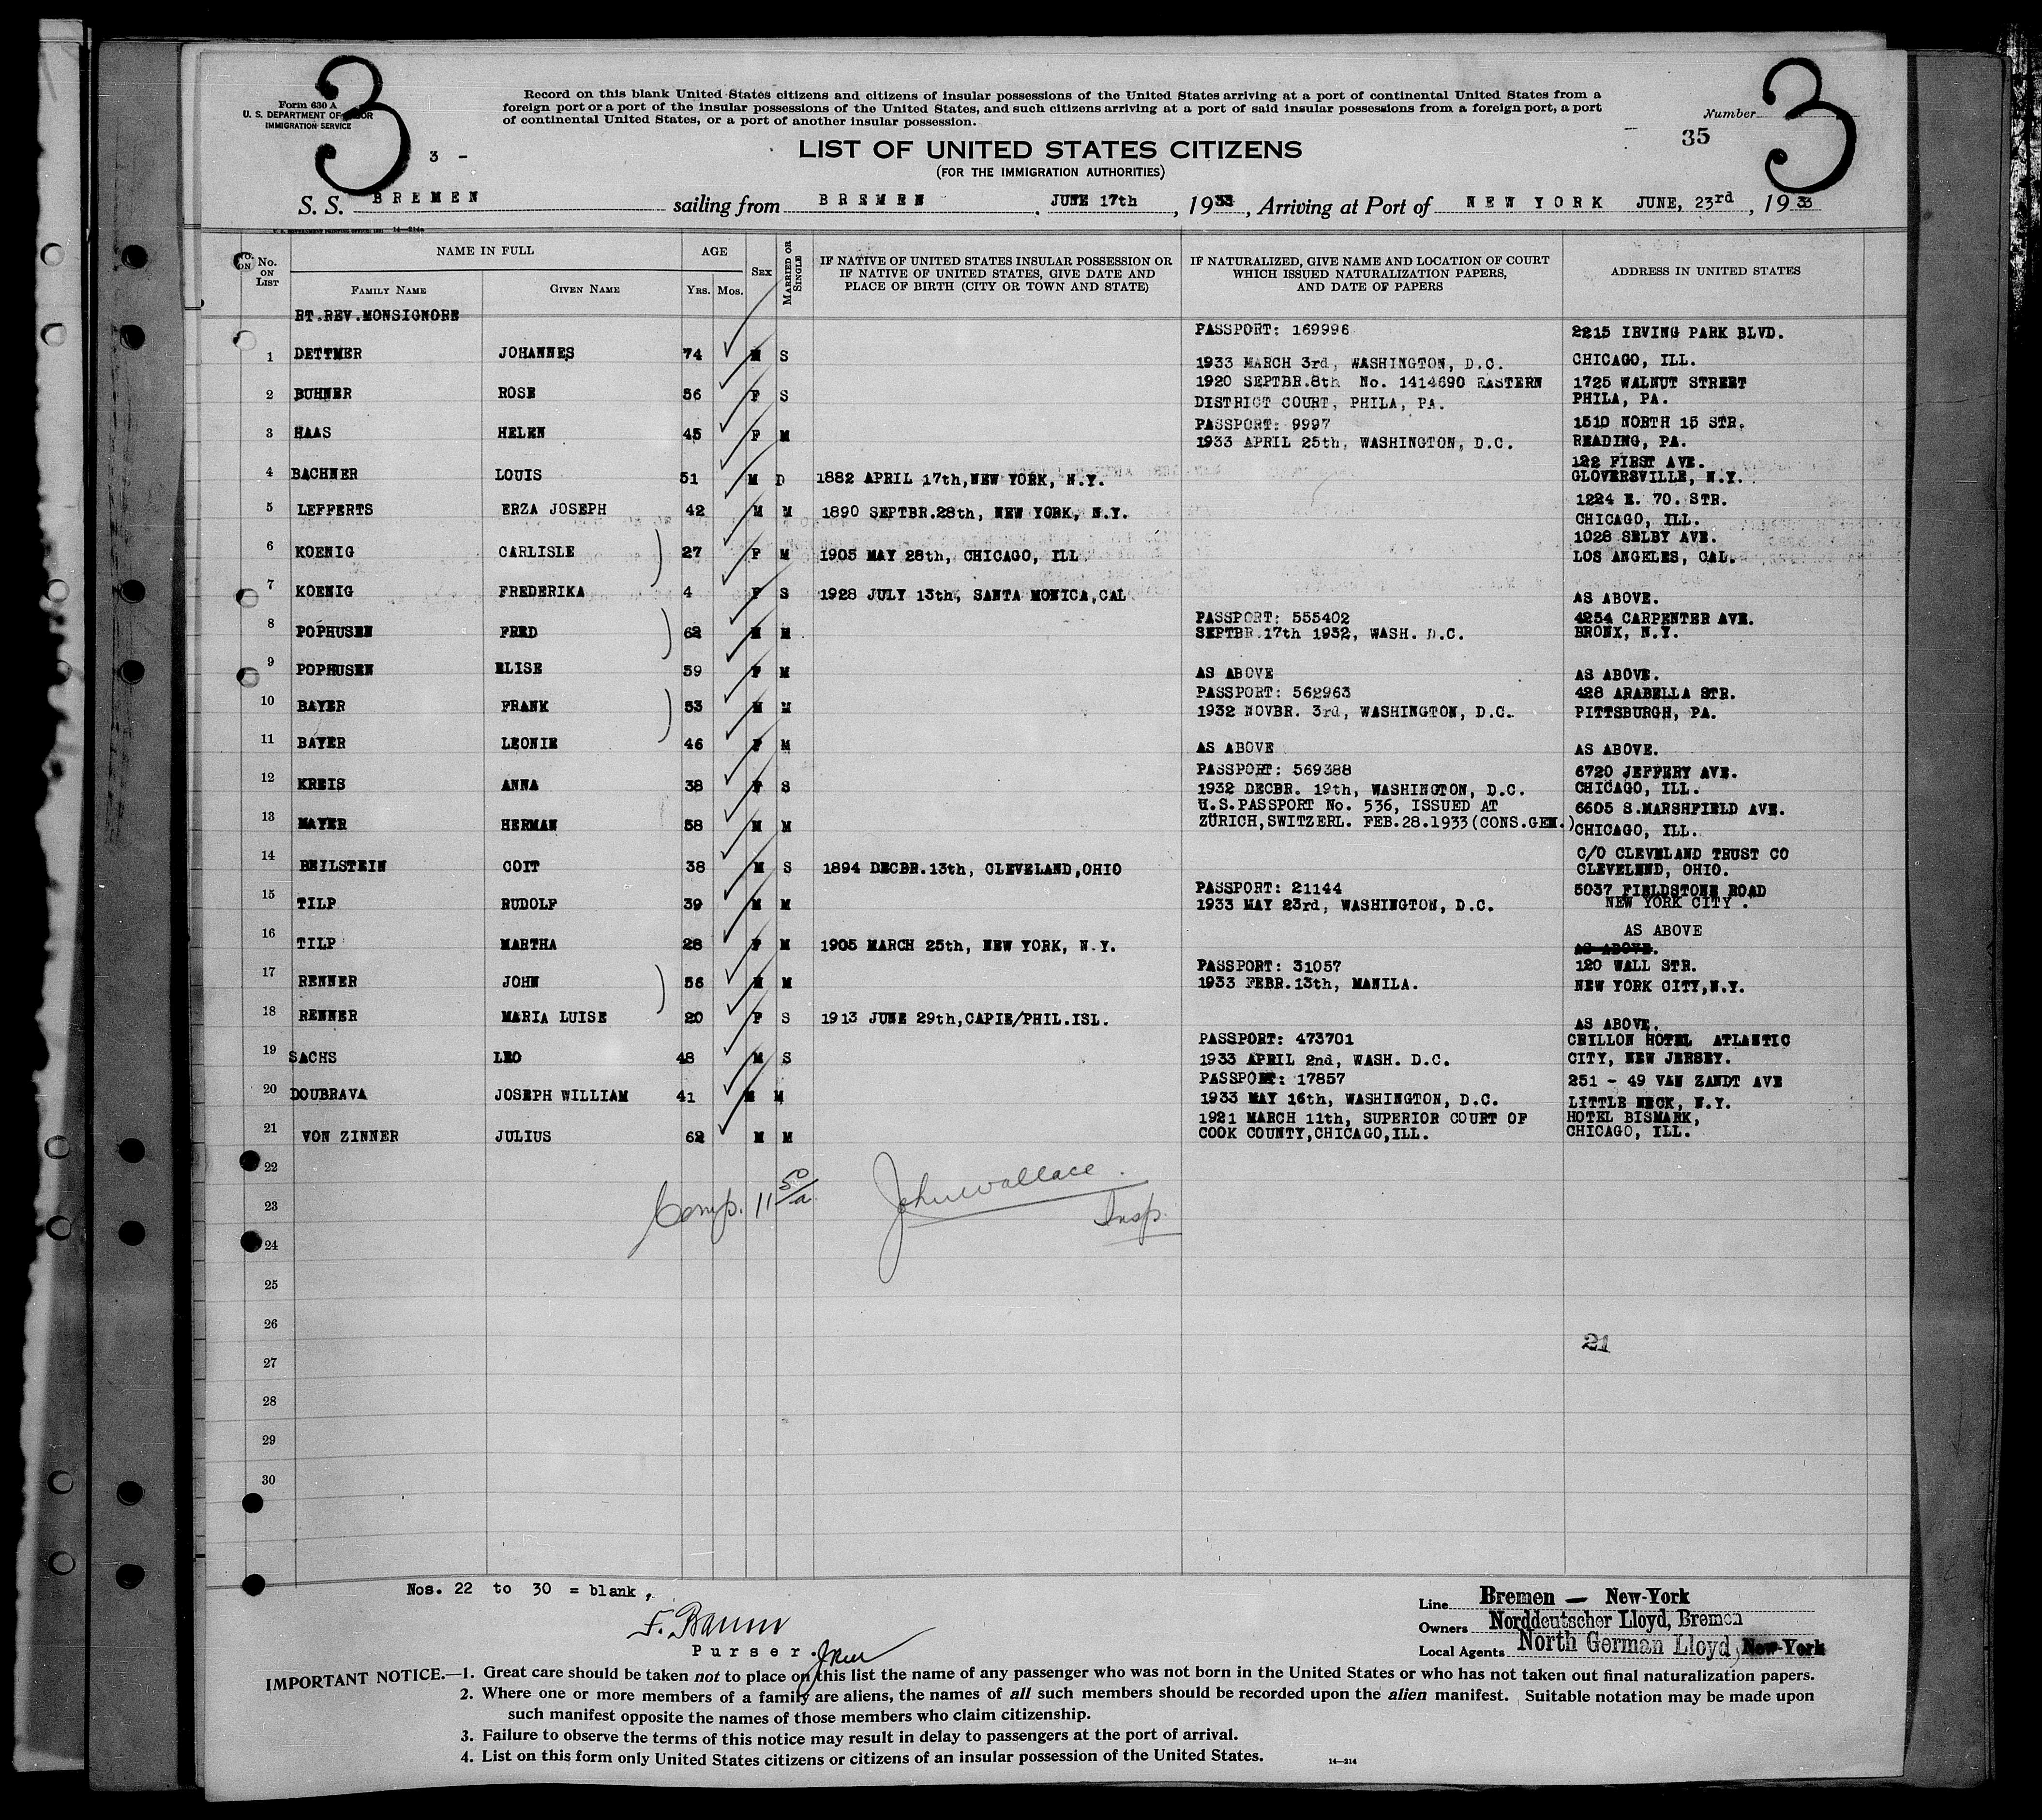 3
3
Form 630 A
U. S. DEPARTMENT OF
IMMIGRATION SERVICE
Record on this blank United States citizens and citizens of insular possessions of the United States arriving at a port of continental United States from a
foreign port or a port of the insular possessions of the United States, and such citizens arriving at a port of said insular possessions from a foreign port, a port
of continental United States, or a port of another insular possession.
Number
35
3 -
LIST OF UNITED STATES CITIZENS
(FOR THE IMMIGRATION AUTHORITIES)
S. S. BREMEN sailing from BREMEN, JUNE 17th, 1933, Arriving at Port of NEW YORK JUNE, 23rd, 1933
No. ON LIST
NAME IN FULL
FAMILY NAME
GIVEN NAME
AGE
YRS. MOS.
SEX
MARRIED OR SINGLE
IF NATIVE OF UNITED STATES INSULAR POSSESSION OR
IF NATIVE OF UNITED STATES, GIVE DATE AND
PLACE OF BIRTH (CITY OR TOWN AND STATE)
IF NATURALIZED, GIVE NAME AND LOCATION OF COURT
WHICH ISSUED NATURALIZATION PAPERS,
AND DATE OF PAPERS
ADDRESS IN UNITED STATES
RT.REV.MONSIGNORE
PASSPORT: 169996 2215 IRVING PARK BLVD.
1 DETTMER JOHANNES 74 M S 1933 MARCH 3rd, WASHINGTON, D.C. CHICAGO, ILL.
1920 SEPTBR.8th No. 1414690 EASTERN 1725 WALNUT STREET
2 BUHNER ROSE 56 F S DISTRICT COURT, PHILA, PA. PHILA, PA.
PASSPORT: 9997 1510 NORTH 15 STR.
3 HAAS HELEN 45 F M 1933 APRIL 25th, WASHINGTON, D.C. READING, PA.
122 FIRST AVE.
4 BACHNER LOUIS 51 M D 1882 APRIL 17th,NEW YORK, N.Y. GLOVERSVILLE, N.Y.
1224 E. 70. STR.
5 LEFFERTS ERZA JOSEPH 42 M M 1890 SEPTBR.28th, NEW YORK, N.Y. CHICAGO, ILL.
1028 SELBY AVE.
6 KOENIG CARLISLE 27 F M 1905 MAY 28th, CHICAGO, ILL LOS ANGELES, CAL.
7 KOENIG FREDERIKA 4 F S 1928 JULY 13th, SANTA MONICA,CAL AS ABOVE.
PASSPORT: 555402 4254 CARPENTER AVE.
8 POPHUSEN FRED 62 M M SEPTBR.17th 1932, WASH. D.C. BRONX, N.Y.
9 POPHUSEN ELISE 59 F M AS ABOVE AS ABOVE.
PASSPORT: 562963 428 ARABELLA STR.
10 BAYER FRANK 53 M M 1932 NOVBR. 3rd, WASHINGTON, D.C. PITTSBURGH, PA.
11 BAYER LEONIE 46 F M AS ABOVE AS ABOVE.
PASSPORT: 569388 6720 JEFFERY AVE.
12 KREIS ANNA 38 F S 1932 DECBR. 19th, WASHINGTON, D.C. CHICAGO, ILL.
U.S.PASSPORT No. 536, ISSUED AT 6605 S.MARSHFIELD AVE.
13 MAYER HERMAN 58 M M ZÜRICH,SWITZERL. FEB.28.1933(CONS.GEN.) CHICAGO, ILL.
C/O CLEVELAND TRUST CO
14 BEILSTEIN COIT 38 M S 1894 DECBR.13th, CLEVELAND,OHIO CLEVELEND, OHIO.
PASSPORT: 21144 5037 FIELDSTONE ROAD
15 TILP RUDOLF 39 M M 1933 MAY 23rd, WASHINGTON, D.C. NEW YORK CITY.
AS ABOVE
16 TILP MARTHA 28 F M 1905 MARCH 25th, NEW YORK, N.Y. AS ABOVE.
PASSPORT: 31057 120 WALL STR.
17 RENNER JOHN 56 M M 1933 FEBR.13th, MANILA. NEW YORK CITY,N.Y.
18 RENNER MARIA LUISE 20 F S 1913 JUNE 29th,CAPIE/PHIL.ISL. AS ABOVE.
PASSPORT: 473701 CRILLON HOTEL ATLANTIC
19 SACHS LEO 48 M S 1933 APRIL 2nd, WASH. D.C. CITY, NEW JERSEY.
PASSPORT: 17857 251 - 49 VAN ZANDT AVE
20 DOUBRAVA JOSEPH WILLIAM 41 M M 1933 MAY 16th, WASHINGTON, D.C. LITTLE NECK, N.Y.
1921 MARCH 11th, SUPERIOR COURT OF HOTEL BISMARK,
21 VON ZINNER JULIUS 62 M M COOK COUNTY,CHICAGO,ILL. CHICAGO, ILL.
22
23
Comp. 11 50/a John Wallace. Insp.
24
25
26
21
27
28
29
30
Nos. 22 to 30 = blank,
F. Baum
Purser.
Line Bremen — New-York
Owners Norddeutscher Lloyd, Bremen
Local Agents North German Lloyd, New-York
IMPORTANT NOTICE.—1. Great care should be taken not to place on this list the name of any passenger who was not born in the United States or who has not taken out final naturalization papers.
2. Where one or more members of a family are aliens, the names of all such members should be recorded upon the alien manifest. Suitable notation may be made upon
such manifest opposite the names of those members who claim citizenship.
3. Failure to observe the terms of this notice may result in delay to passengers at the port of arrival.
4. List on this form only United States citizens or citizens of an insular possession of the United States.
14—214